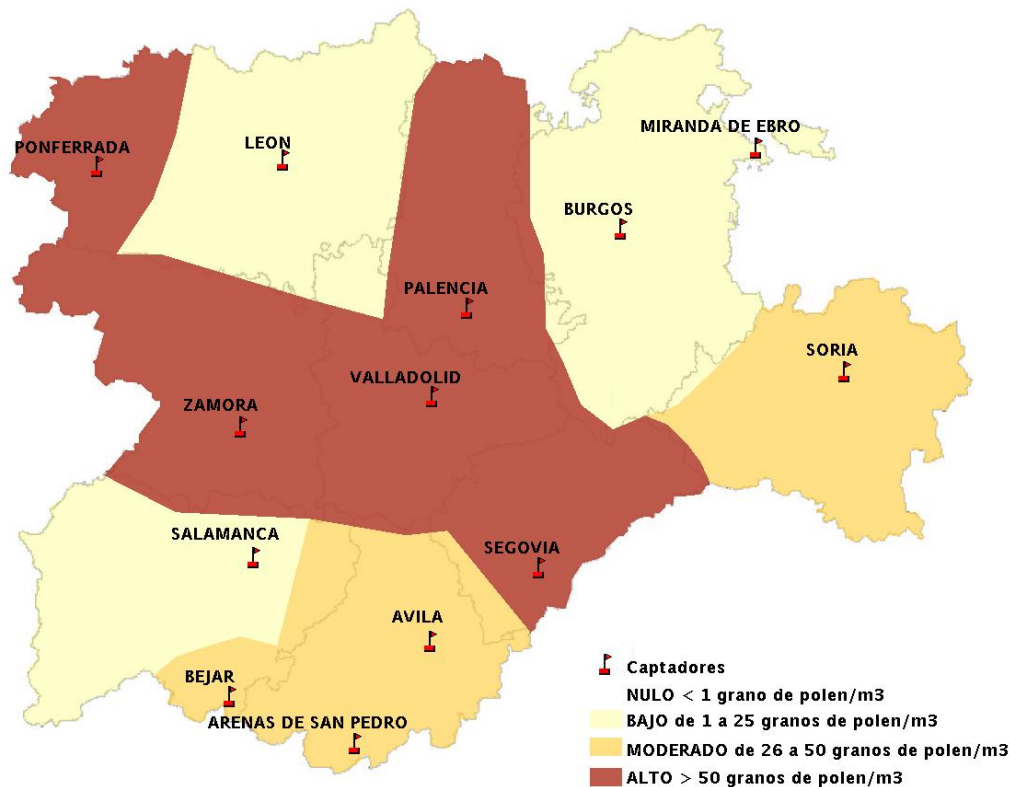 MIRANDA DE EBRO
PONFERRADA
LEON
BURGOS
PALENCIA
SORIA
VALLADOLID
ZAMORA
SALAMANCA
SEGOVIA
AVILA
BEJAR
ARENAS DE SAN PEDRO
Captadores
NULO < 1 grano de polen/m3
BAJO de 1 a 25 granos de polen/m3
MODERADO de 26 a 50 granos de polen/m3
ALTO > 50 granos de polen/m3